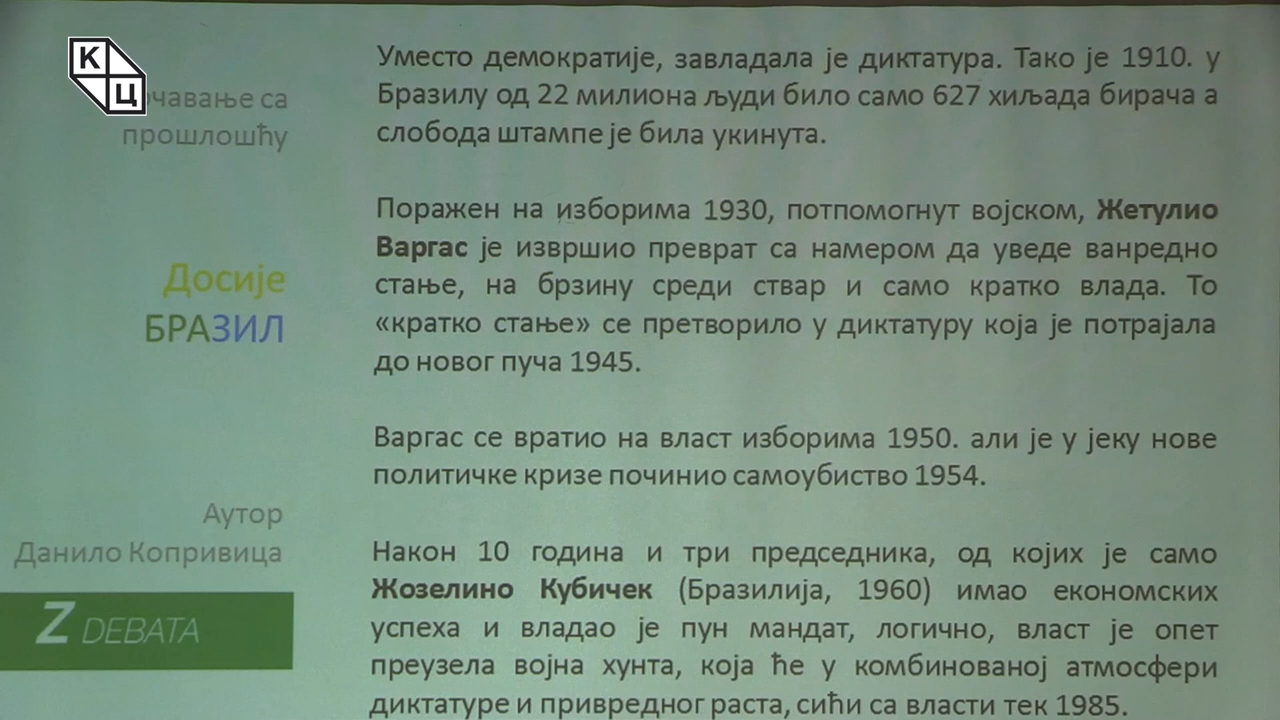 К
Ц
чавање са
прошлошћу
Досије
БРАЗИЛ
Аутор
Данило Копривица
Z DEBATA
Уместо демократије, завладала је диктатура. Тако је 1910. у
Бразилу од 22 милиона људи било само 627 хиљада бирача а
слобода штампе је била укинута.
Поражен на изборима 1930, потпомогнут војском, Жетулио
Варгас је извршио преврат са намером да уведе ванредно
стање, на брзину среди ствар и само кратко влада. То
«кратко стање» се претворило у диктатуру која је потрајала
до новог пуча 1945.
Варгас се вратио на власт изборима 1950. али је у јеку нове
политичке кризе починио самоубиство 1954.
Након 10 година и три председника, од којих је само
Жозелино Кубичек (Бразилија, 1960) имао економских
успеха и владао је пун мандат, логично, власт је опет
преузела војна хунта, која ће у комбинованој атмосфери
диктатуре и привредног раста, сићи са власти тек 1985.